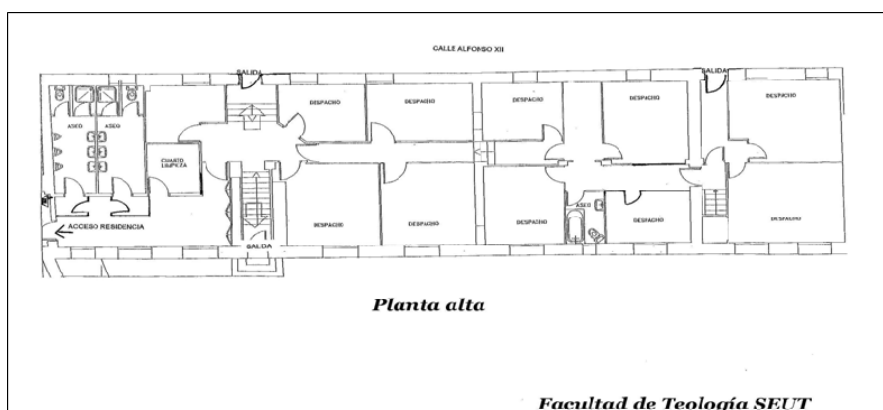 CALLE ALFONSO XII
SALIDA
SALIDA
DESPACHO
DESPACHO
DESPACHO
DESPACHO
DESPACHO
ASEO
ASEO
CUARTO LIMPIEZA
ASEO
DESPACHO
DESPACHO
DESPACHO
DESPACHO
DESPACHO
ACCESO RESIDENCIA
SALIDA
Planta alta
Facultad de Teología SEUT